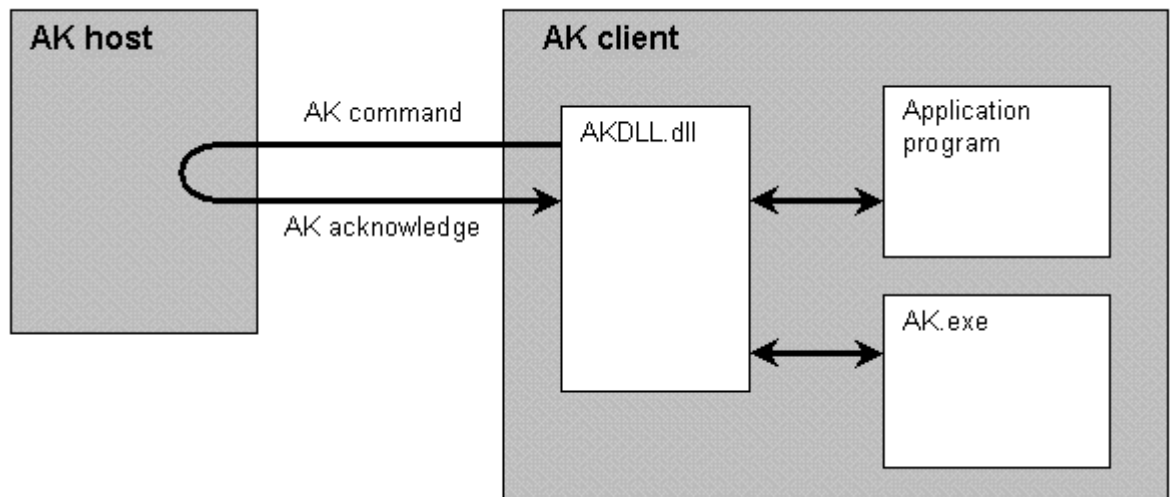 AK host
AK client
AK command
AK acknowledge
AKDLL.dll
Application
program
AK.exe